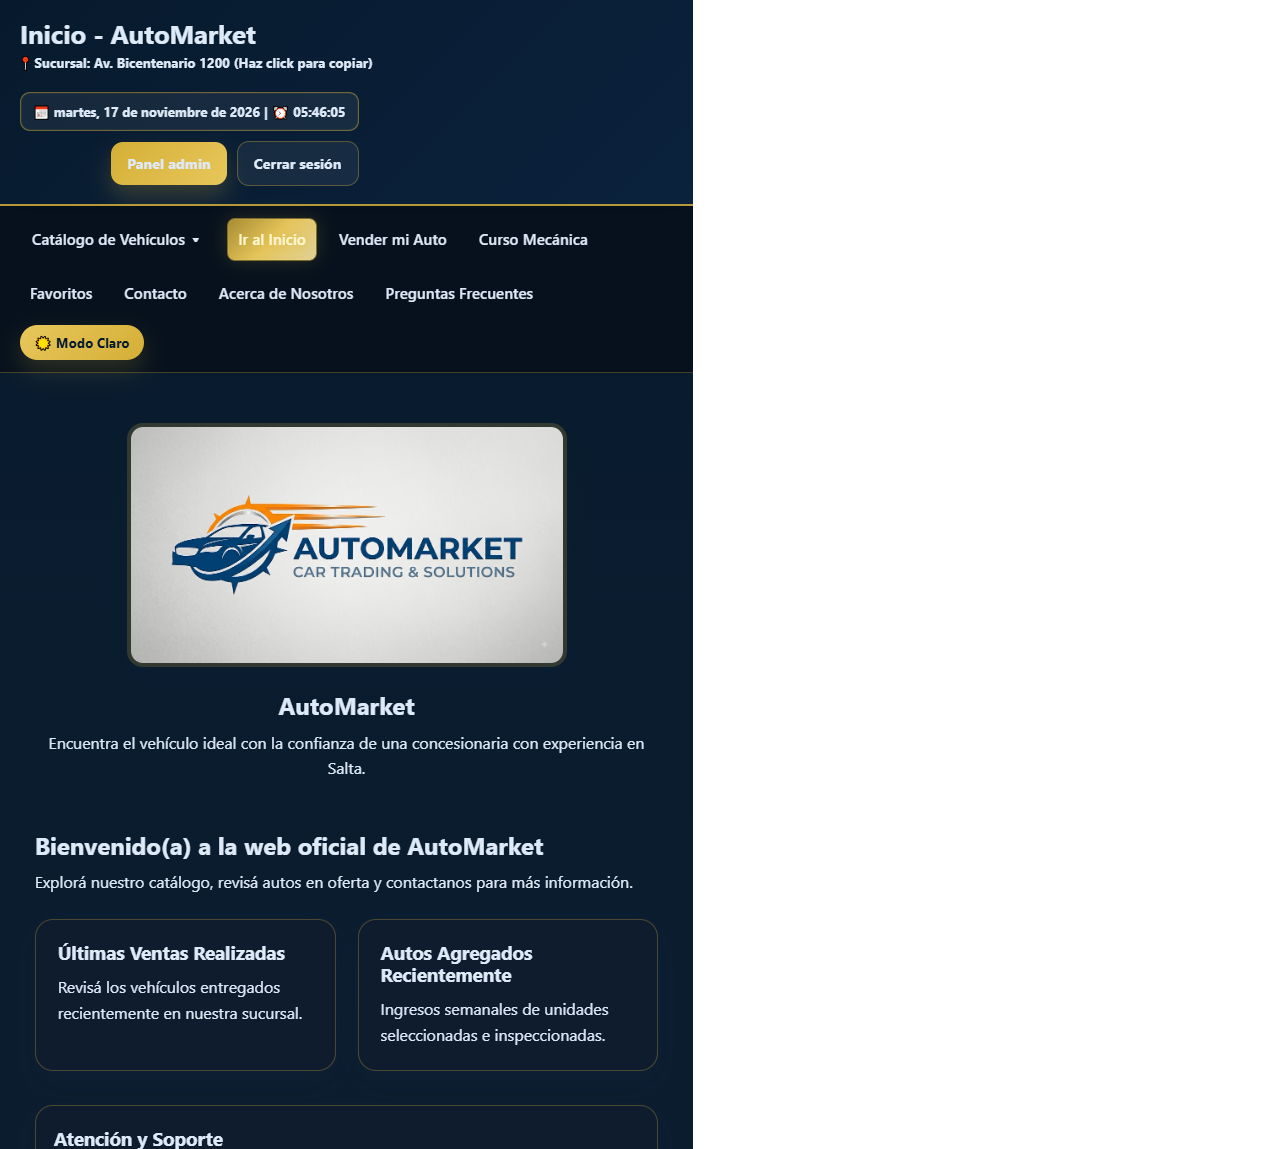 Inicio - AutoMarket
📍Sucursal: Av. Bicentenario 1200 (Haz click para copiar)
📅 martes, 17 de noviembre de 2026 | ⏰ 05:46:05
Panel admin
Cerrar sesión
Catálogo de Vehículos ▾
Ir al Inicio
Vender mi Auto
Curso Mecánica
Favoritos
Contacto
Acerca de Nosotros
Preguntas Frecuentes
Modo Claro
AUTOMARKET
CAR TRADING & SOLUTIONS
AutoMarket
Encuentra el vehículo ideal con la confianza de una concesionaria con experiencia en
Salta.
Bienvenido(a) a la web oficial de AutoMarket
Explorá nuestro catálogo, revisá autos en oferta y contactanos para más información.
Últimas Ventas Realizadas
Revisá los vehículos entregados
recientemente en nuestra sucursal.
Autos Agregados
Recientemente
Ingresos semanales de unidades
seleccionadas e inspeccionadas.
Atención y Soporte